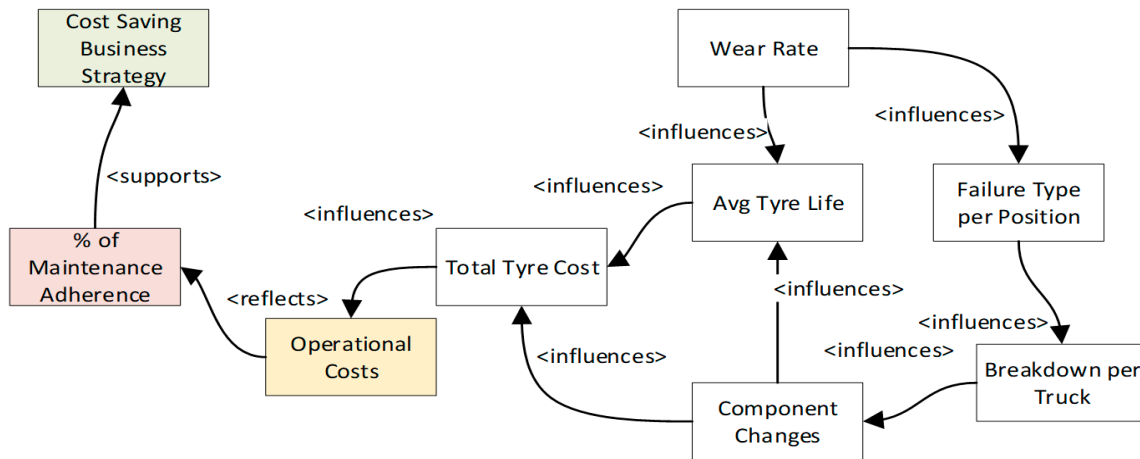 Cost Saving
Business
Strategy
Wear Rate
<influences>
<influences>
<supports>
<influences>
Avg Tyre Life
Failure Type
per Position
<influences>
% of
Maintenance
Adherence
Total Tyre Cost
<reflects>
<influences>
<influences>
Operational
Costs
<influences>
<influences>
Breakdown per
Truck
Component
Changes